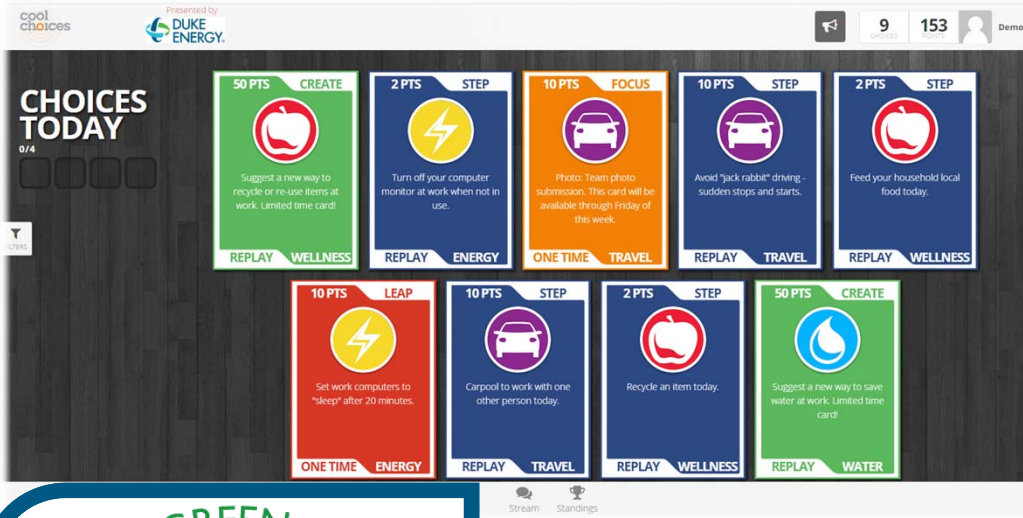 cool
choices
Presented by
DUKE
ENERGY®
9
CHOICES
153
POINTS
Demo
CHOICES
TODAY
0/4
FILTERS
50 PTS CREATE
Suggest a new way to
recycle or re-use items at
work. Limited time card!
REPLAY WELLNESS
2 PTS STEP
Turn off your computer
monitor at work when not in
use.
REPLAY ENERGY
10 PTS FOCUS
Photo: Team photo
submission. This card will be
available through Friday of
this week.
ONE TIME TRAVEL
10 PTS STEP
Avoid "jack rabbit" driving -
sudden stops and starts.
REPLAY TRAVEL
2 PTS STEP
Feed your household local
food today.
REPLAY WELLNESS
10 PTS LEAP
Set work computers to
"sleep" after 20 minutes.
ONE TIME ENERGY
10 PTS STEP
Carpool to work with one
other person today.
REPLAY TRAVEL
2 PTS STEP
Recycle an item today.
REPLAY WELLNESS
50 PTS CREATE
Suggest a new way to save
water at work. Limited time
card!
REPLAY WATER
Stream Standings
GREEN